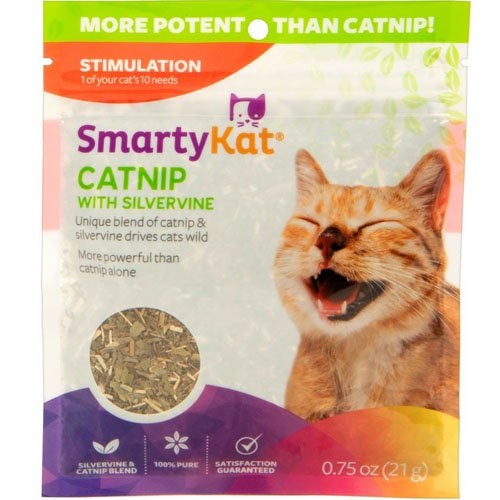 MORE POTENT THAN CATNIP!
STIMULATION
1 of your cat's 10 needs
SmartyKat®
CATNIP
WITH SILVERVINE
Unique blend of catnip &
silvervine drives cats wild
More powerful than
catnip alone
SILVERVINE &
CATNIP BLEND
100% PURE
SATISFACTION
GUARANTEED
0.75 oz (21 g)